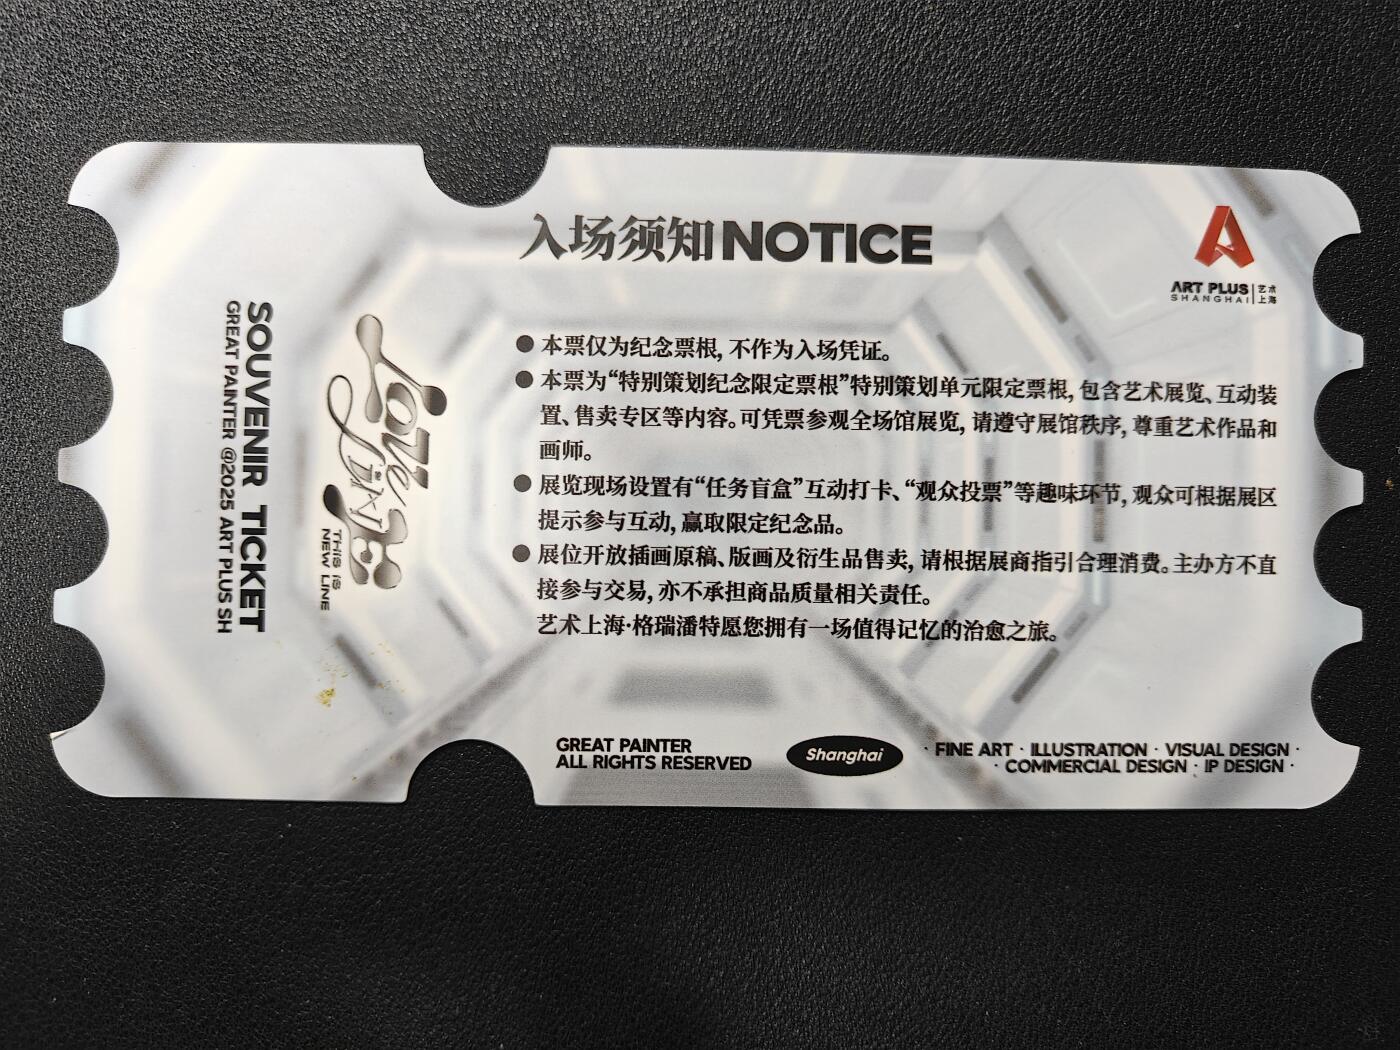 入场须知NOTICE
ART PLUS
SHANGHAI
艺术
上海
SOUVENIR TICKET
GREAT PAINTER @2025 ART PLUS SH
Love
THIS IS
NEW LINE
本票仅为纪念票根，不作为入场凭证。
本票为“特别策划纪念限定票根”特别策划单元限定票根，包含艺术展览、互动装
置、售卖专区等内容。可凭票参观全场馆展览，请遵守展馆秩序，尊重艺术作品和
画师。
展览现场设置有“任务盲盒”互动打卡、“观众投票”等趣味环节，观众可根据展区
提示参与互动，赢取限定纪念品。
展位开放插画原稿、版画及衍生品售卖，请根据展商指引合理消费。主办方不直
接参与交易，亦不承担商品质量相关责任。
艺术上海·格瑞潘特愿您拥有一场值得记忆的治愈之旅。
GREAT PAINTER
ALL RIGHTS RESERVED
Shanghai
· FINE ART · ILLUSTRATION · VISUAL DESIGN ·
· COMMERCIAL DESIGN · IP DESIGN ·